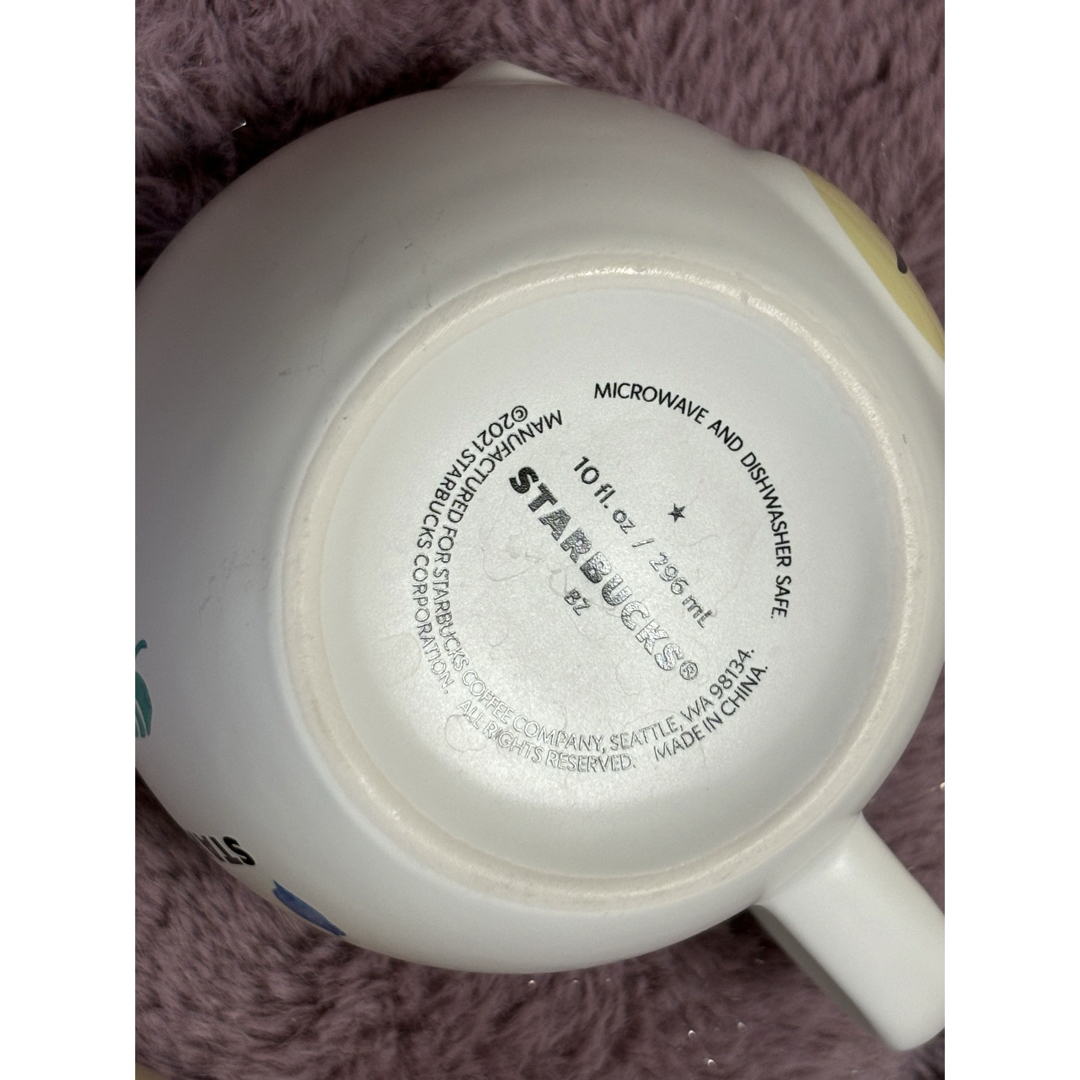 MICROWAVE AND DISHWASHER SAFE.
10 fl. oz / 296 mL
STARBUCKS®
BZ
MANUFACTURED FOR STARBUCKS COFFEE COMPANY, SEATTLE, WA 98134.
©2021 STARBUCKS CORPORATION. ALL RIGHTS RESERVED. MADE IN CHINA.